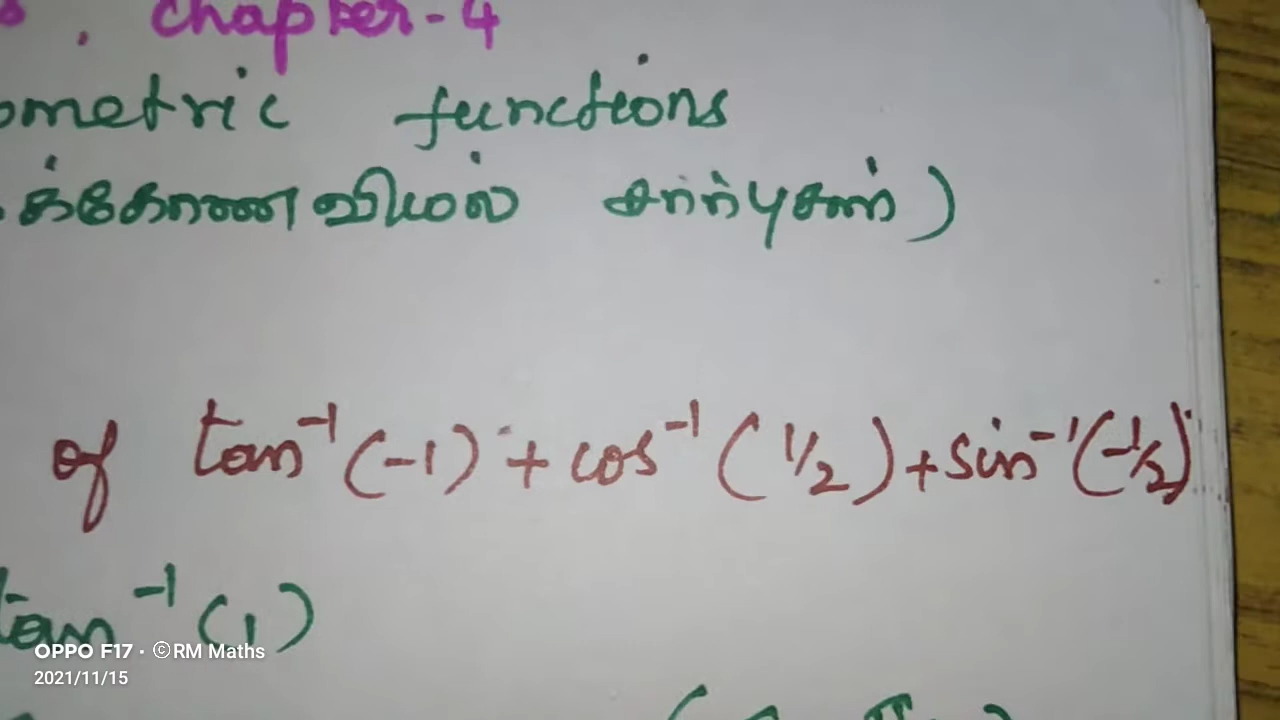 . Chapter-4
ometric functions
க்கோணவியல் சார்புகள்)
of tan⁻¹(-1) + cos⁻¹(1/2) + sin⁻¹(-1/2)
tan⁻¹(1)
OPPO F17 · ©RM Maths
2021/11/15